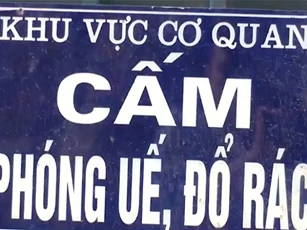 KHU VỰC CƠ QUAN
CẤM
PHÓNG UẾ, ĐỔ RÁC